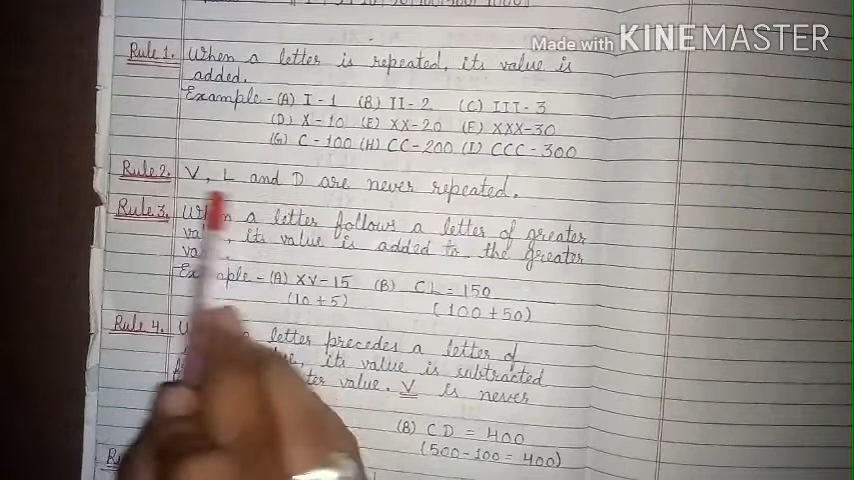 Made with KINEMASTER
Rule 1. When a letter is repeated, its value is
added.
Example - (A) I - 1 (B) II - 2 (C) III - 3
(D) X - 10 (E) XX - 20 (F) XXX - 30
(G) C - 100 (H) CC - 200 (I) CCC - 300
Rule 2. V, L and D are never repeated.
Rule 3. When a letter follows a letter of greater
its value is added to the greater
Example - (A) XV - 15 (B) CL = 150
(10 + 5) (100 + 50)
Rule 4. letter precedes a letter of
its value is subtracted
value. V is never
(B) CD = 400
(500 - 100 = 400)